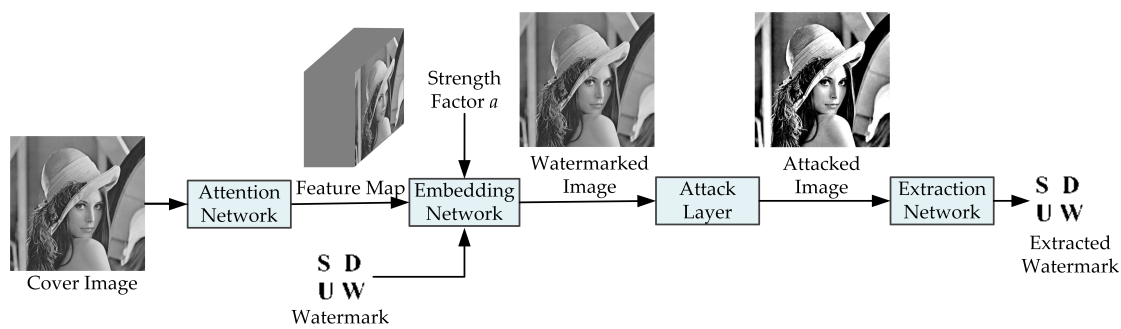 Strength
Factor a
Watermarked
Image
Attacked
Image
Attention
Network
Feature Map
Embedding
Network
Attack
Layer
Extraction
Network
S D
U W
Extracted
Watermark
Cover Image
S D
U W
Watermark